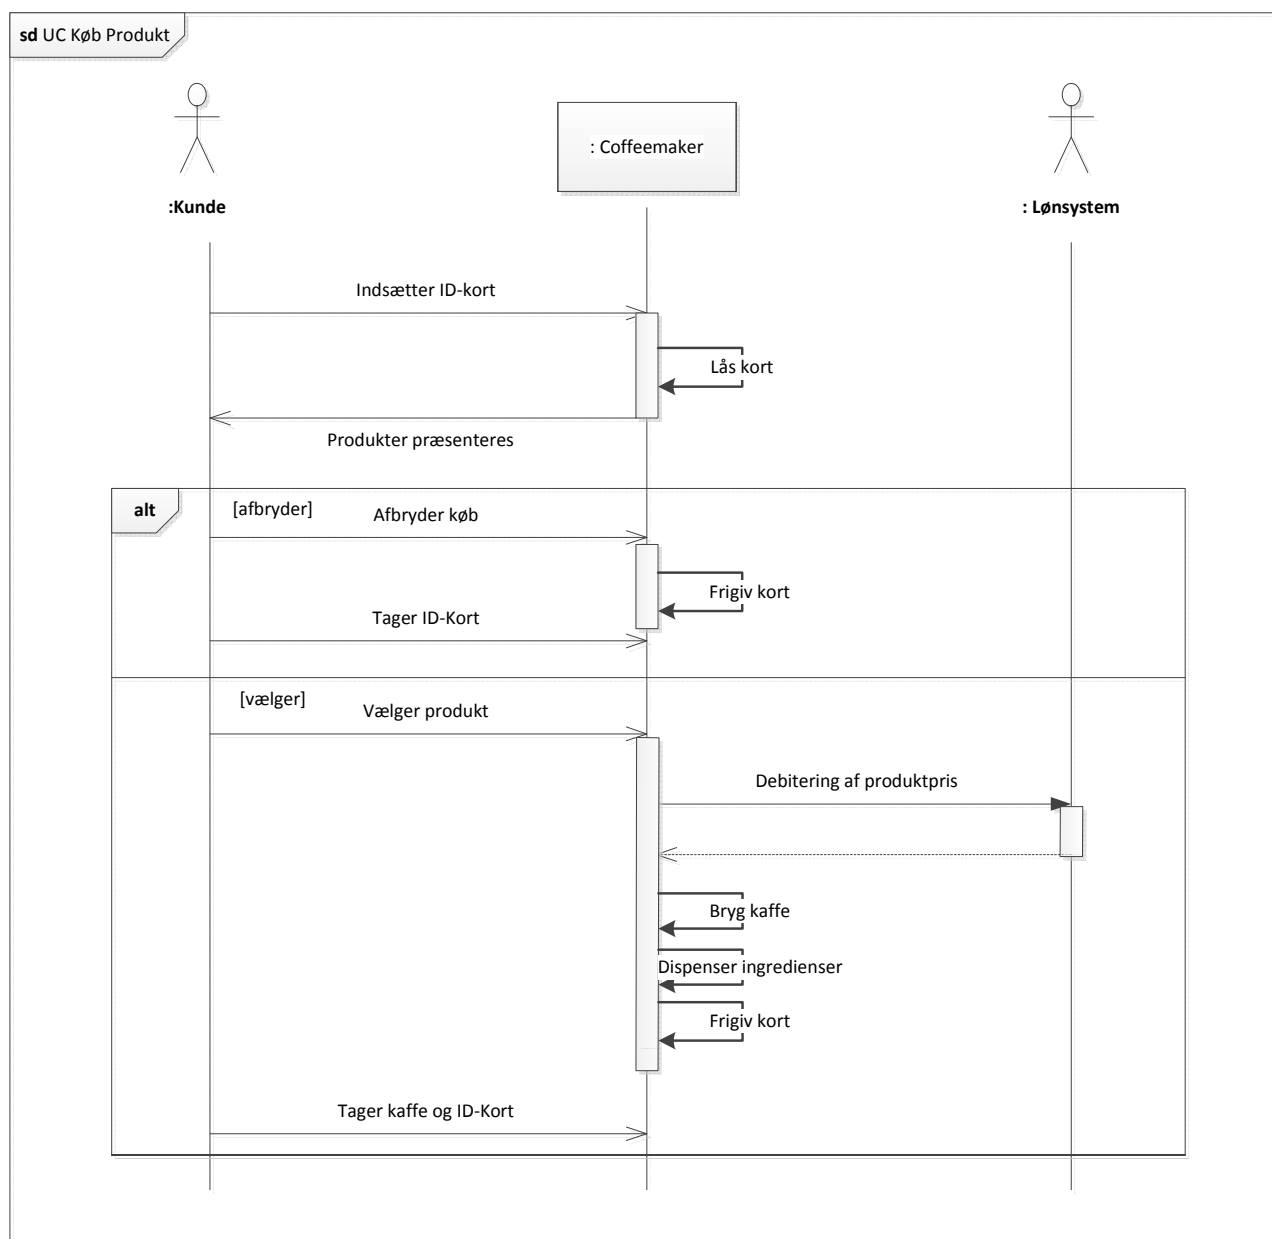 sd UC Køb Produkt
: Coffeemaker
:Kunde
: Lønsystem
Indsætter ID-kort
Lås kort
Produkter præsenteres
alt
[afbryder]
Afbryder køb
Frigiv kort
Tager ID-Kort
[vælger]
Vælger produkt
Debitering af produktpris
Bryg kaffe
Dispenser ingredienser
Frigiv kort
Tager kaffe og ID-Kort